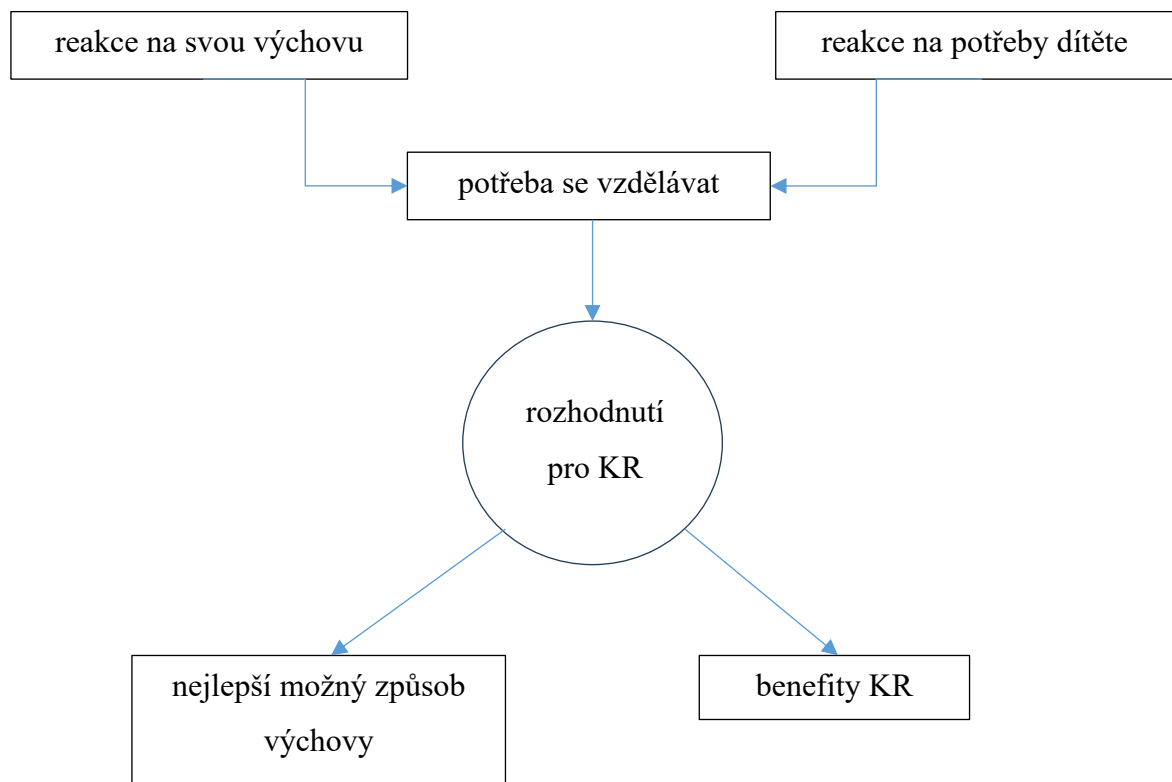 reakce na svou výchovu
reakce na potřeby dítěte
potřeba se vzdělávat
rozhodnutí
pro KR
nejlepší možný způsob
výchovy
benefity KR